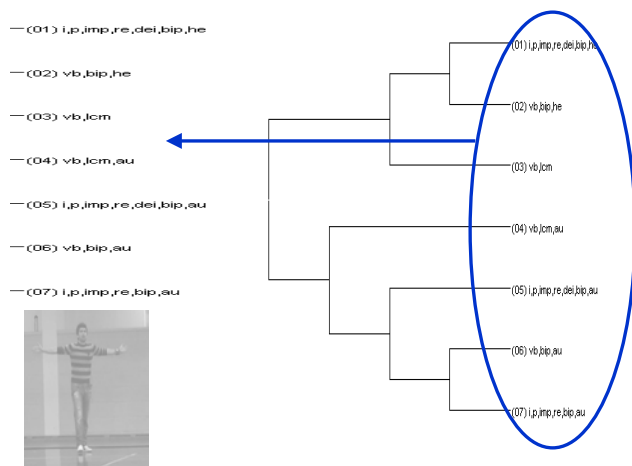 (01) i,p,imp,re,dei,bip,he
(02) vb,bip,he
(03) vb,lcm
(04) vb,lcm,au
(05) i,p,imp,re,dei,bip,au
(06) vb,bip,au
(07) i,p,imp,re,bip,au
(01) i,p,imp,re,dei,bip,he
(02) vb,bip,he
(03) vb,lcm
(04) vb,lcm,au
(05) i,p,imp,re,dei,bip,au
(06) vb,bip,au
(07) i,p,imp,re,bip,au